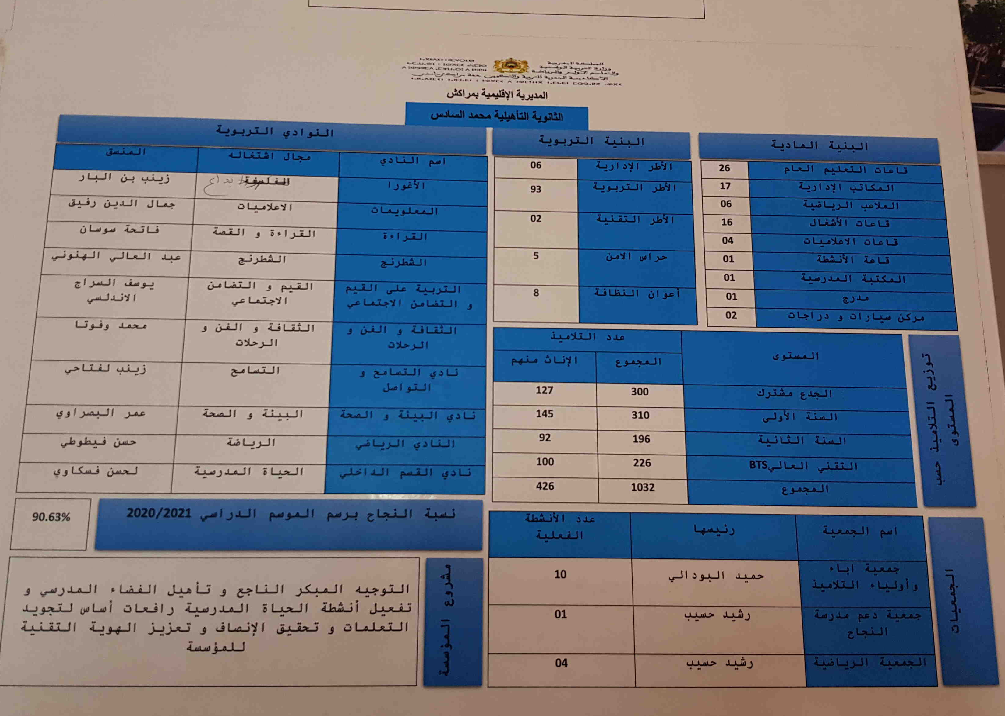 المملكة المغربية
المديرية الإقليمية بمراكش
الثانوية التأهيلية محمد السادس
البنية المادية
قاعات التعليم العام 26
المكاتب الإدارية 17
الملاعب الرياضية 06
قاعات الأشغال 16
قاعات الاعلاميات 04
قاعة الأنشطة 01
المكتبة المدرسية 01
مدرج 01
مركن سيارات و دراجات 02
البنية التربوية
الأطر الإدارية 06
الأطر التربوية 93
الأطر التقنية 02
حراس الامن 5
أعوان النظافة 8
النوادي التربوية
اسم النادي مجال اشتغاله المنسق
الأغورا الفلسفة زينب بن البار
المعلوميات الاعلاميات جمال الدين رفيق
القراءة القراءة و القصة فاتحة سوسان
الشطرنج الشطرنج عبد العالي الهنوني
التربية على القيم القيم و التضامن يوسف السراج
و التضامن الاجتماعي الاجتماعي الاندلسي
الثقافة و الفن و الثقافة و الفن و محمد وفوتا
الرحلات الرحلات
نادي التسامح و التسامح زينب لفتاحي
التواصل
نادي البيئة و الصحة البيئة و الصحة عمر البصراوي
النادي الرياضي الرياضة حسن فيطوطي
نادي القسم الداخلي الحياة المدرسية لحسن فسكاوي
توزيع التلاميذ حسب
المستوى
المستوى عدد التلاميذ
المجموع الإناث منهم
الجدع مشترك 300 127
السنة الأولى 310 145
السنة الثانية 196 92
التقني العالي BTS 226 100
المجموع 1032 426
نسبة النجاح برسم الموسم الدراسي 2020/2021
90.63%
الجمعيات
اسم الجمعية رئيسها عدد الأنشطة
الفعلية
جمعية اباء حميد البودالي 10
وأولياء التلاميذ
جمعية دعم مدرسة رشيد حسيب 01
النجاح
الجمعية الرياضية رشيد حسيب 04
مشروع المؤسسة
التوجيه المبكر الناجع و تأهيل الفضاء المدرسي و
تفعيل أنشطة الحياة المدرسية رافعات أساس لتجويد
التعلمات و تحقيق الإنصاف و تعزيز الهوية التقنية
للمؤسسة